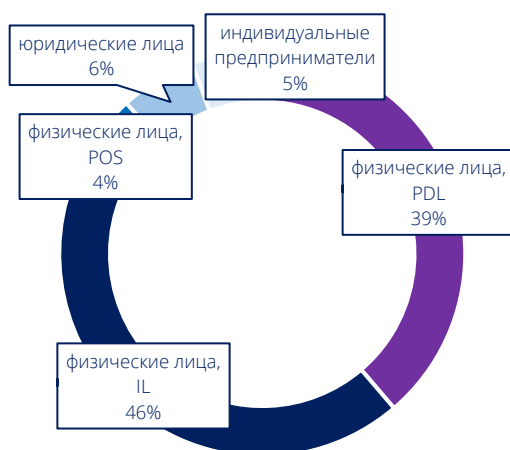 юридические лица
6%
индивидуальные
предприниматели
5%
физические лица,
POS
4%
физические лица,
PDL
39%
физические лица,
IL
46%